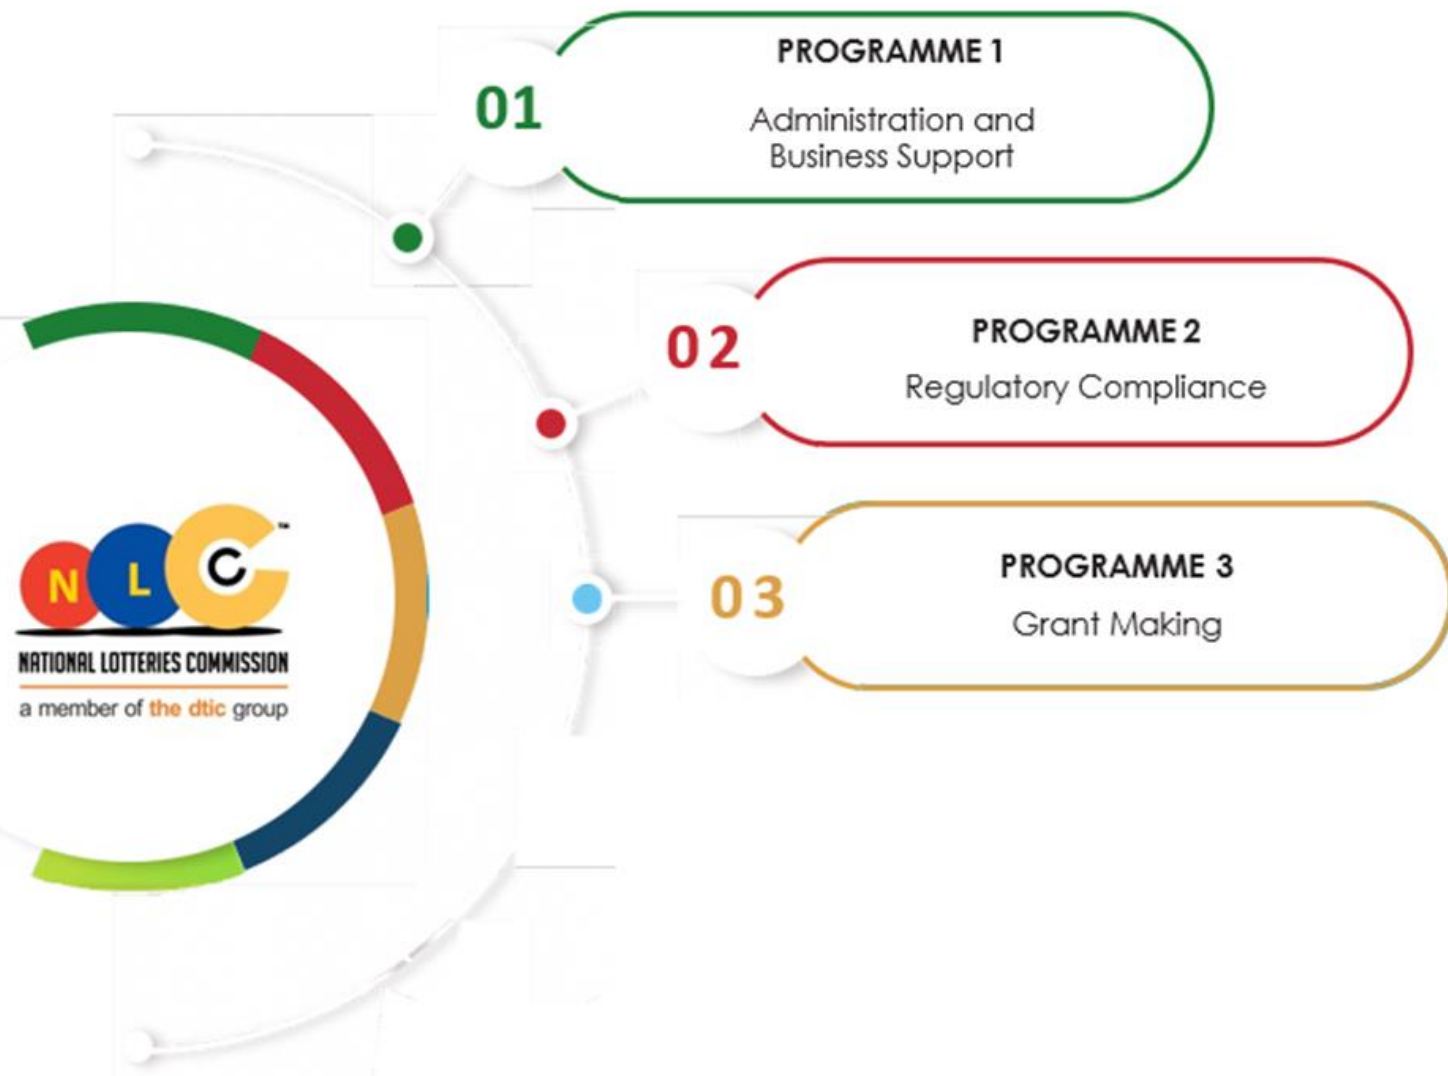 01
PROGRAMME 1
Administration and
Business Support
02
PROGRAMME 2
Regulatory Compliance
03
PROGRAMME 3
Grant Making
N L C C ™
NATIONAL LOTTERIES COMMISSION
a member of the dtic group